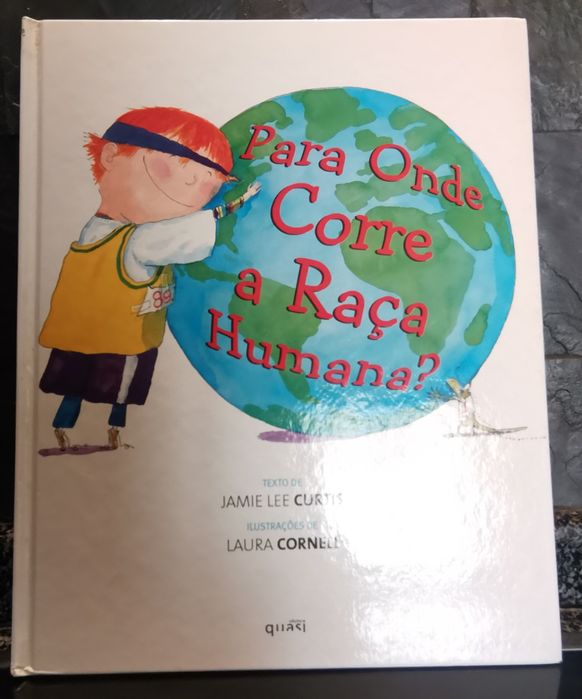 Para Onde
Corre
a Raça
Humana?
TEXTO DE
JAMIE LEE CURTIS
ILUSTRAÇÕES DE
LAURA CORNELL
quasi